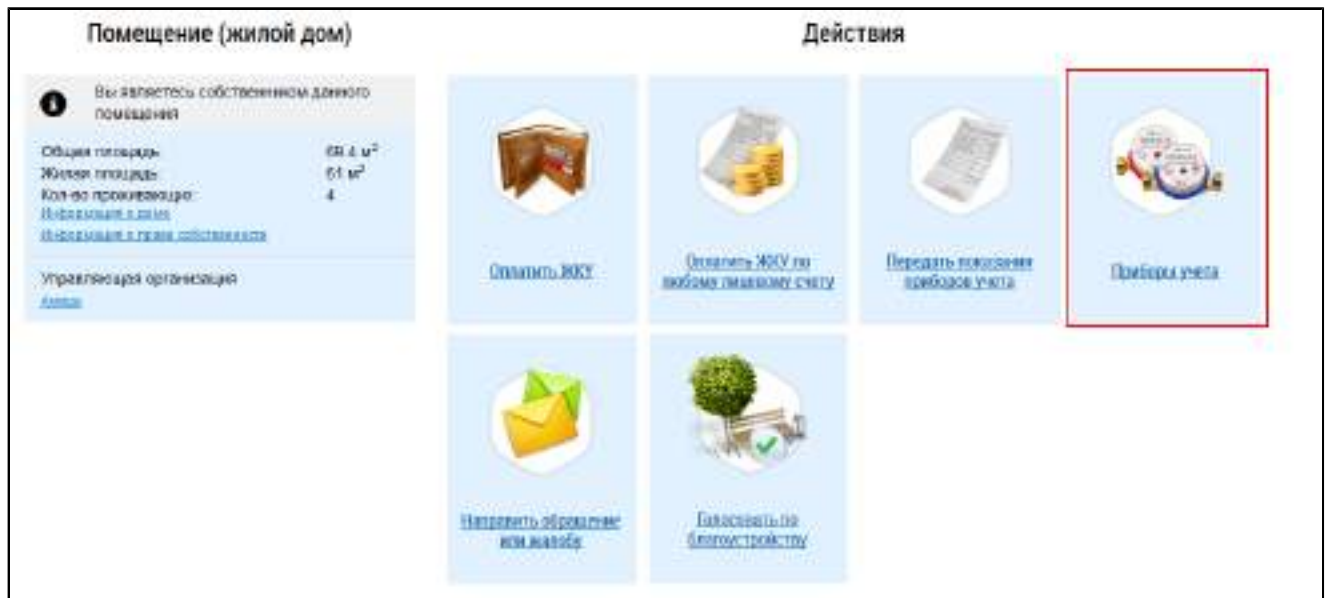 Помещение (жилой дом)
Действия
Вы являетесь собственником данного
помещения
Общая площадь
69.4 м²
Жилая площадь
61 м²
Кол-во проживающих:
4
Информация о доме
Информация о праве собственности
Управляющая организация
Оплатить ЖКУ
Оплатить ЖКУ по
любому лицевому счету
Передать показания
приборов учета
Приборы учета
Направить обращение
или жалобу
Голосовать по
благоустройству